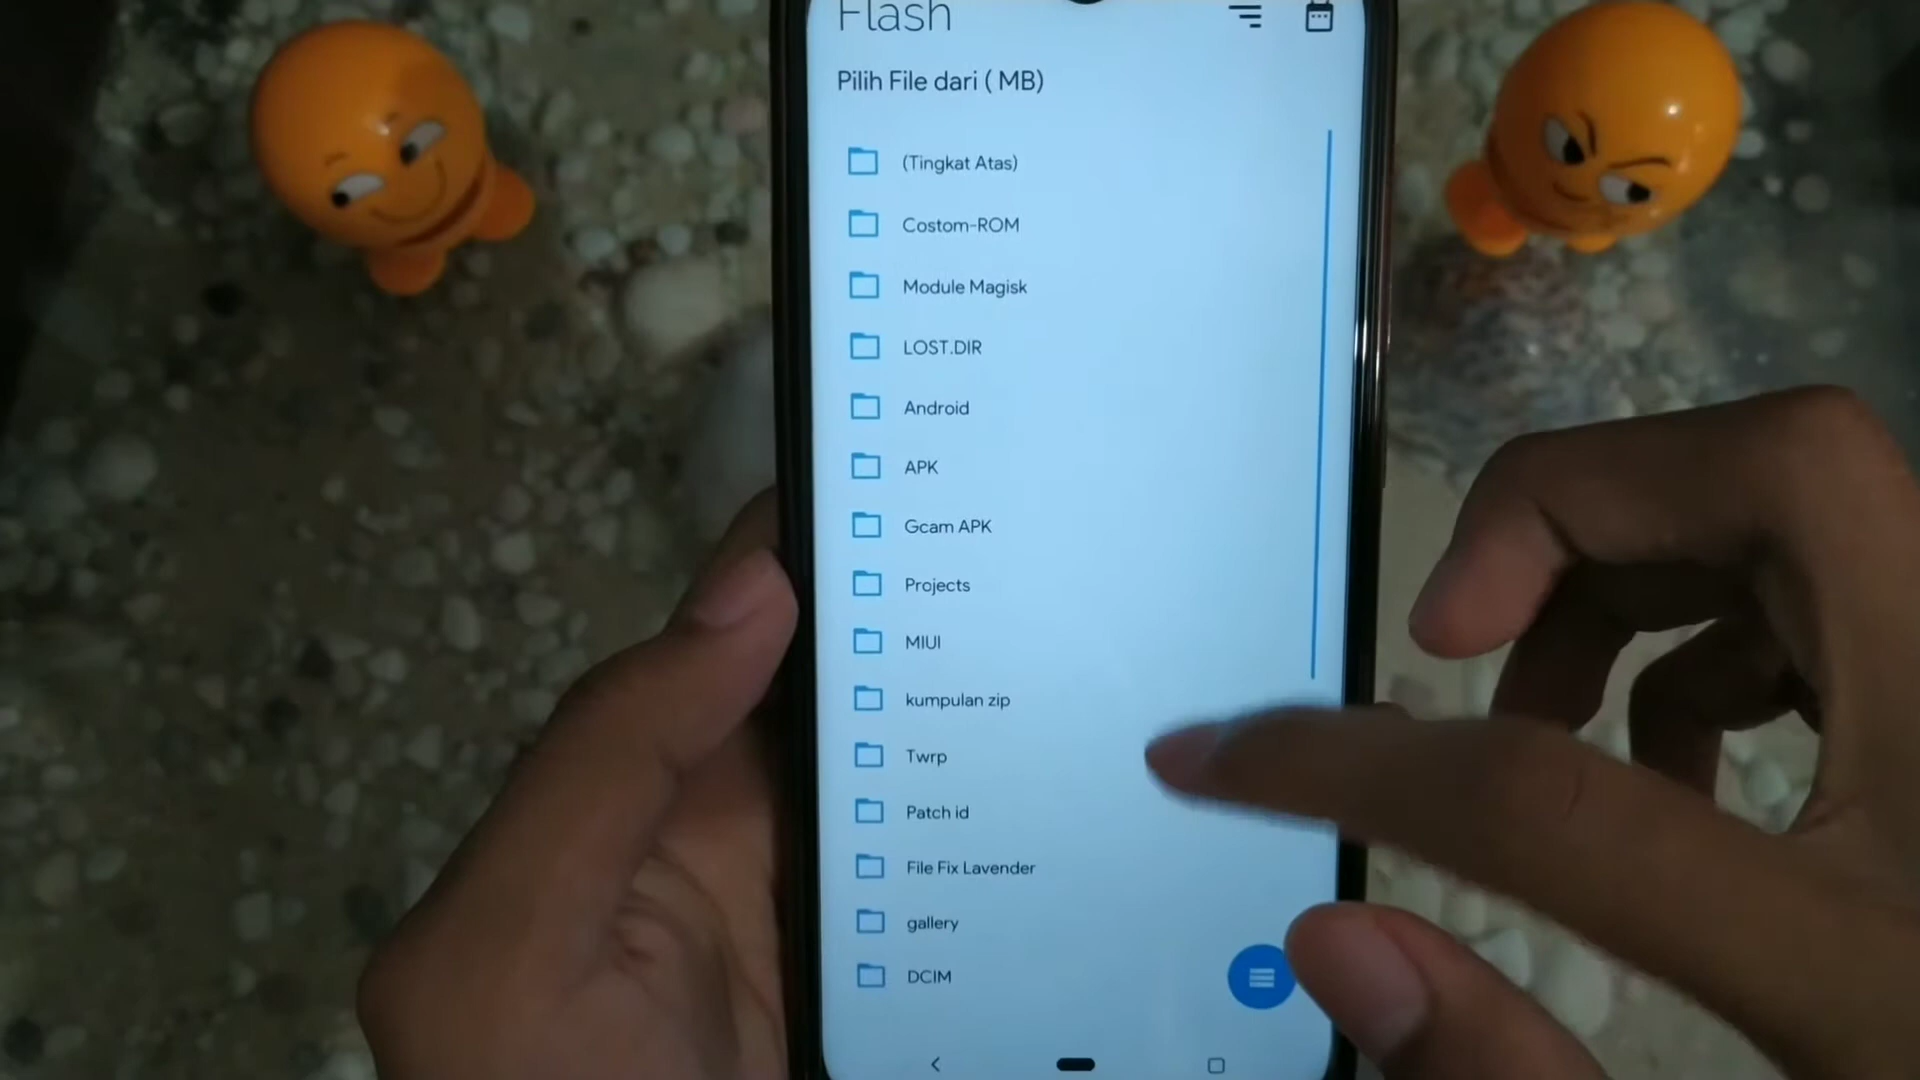 Flash
Pilih File dari ( MB)
(Tingkat Atas)
Costom-ROM
Module Magisk
LOST.DIR
Android
APK
Gcam APK
Projects
MIUI
kumpulan zip
Twrp
Patch id
File Fix Lavender
gallery
DCIM